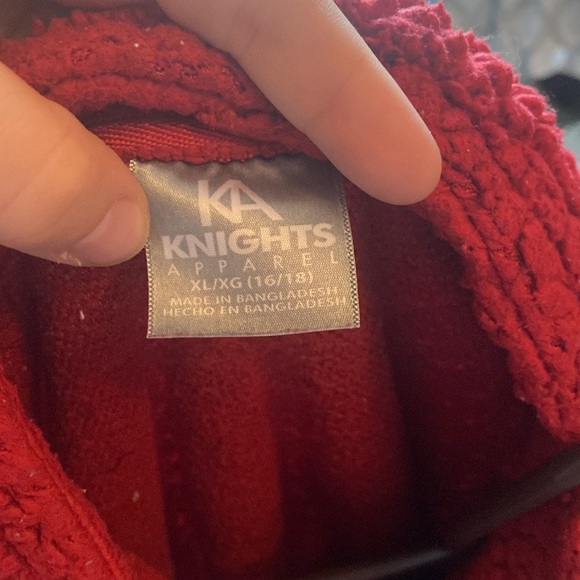 KA
KNIGHTS
APPAREL
XL/XG (16/18)
MADE IN BANGLADESH
HECHO EN BANGLADESH